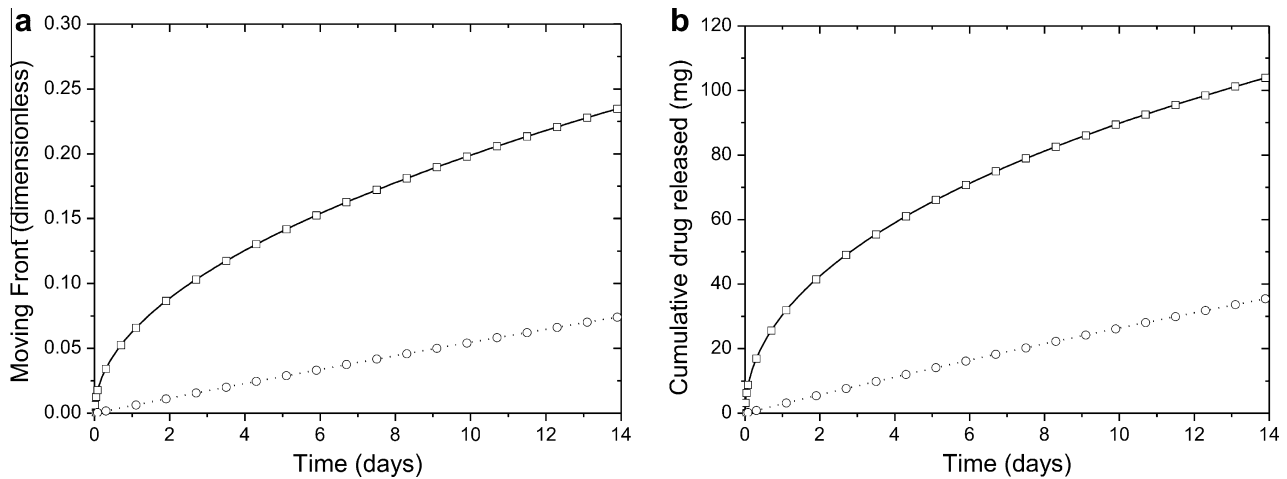 a
0.30
0.25
0.20
0.15
0.10
0.05
0.00
Moving Front (dimensionless)
0 2 4 6 8 10 12 14
Time (days)
b
120
100
80
60
40
20
0
Cumulative drug released (mg)
0 2 4 6 8 10 12 14
Time (days)